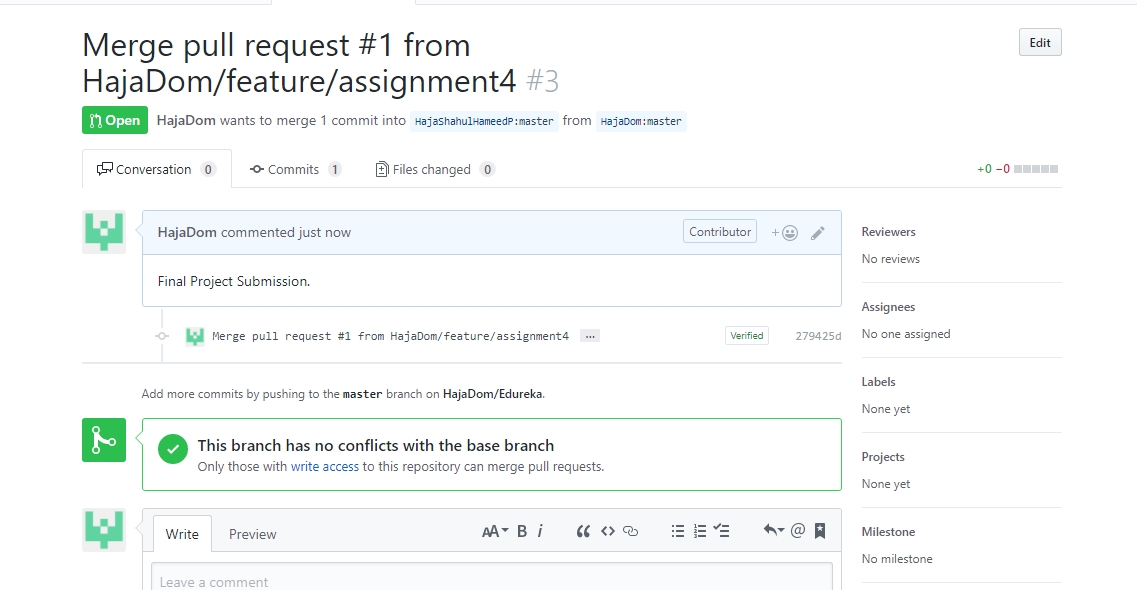 Merge pull request #1 from
HajaDom/feature/assignment4 #3
Edit
Open HajaDom wants to merge 1 commit into HajaShahulHameedP:master from HajaDom:master
Conversation 0 Commits 1 Files changed 0 +0 −0
HajaDom commented just now Contributor +
Final Project Submission.
Merge pull request #1 from HajaDom/feature/assignment4 … Verified 279425d
Add more commits by pushing to the master branch on HajaDom/Edureka.
This branch has no conflicts with the base branch
Only those with write access to this repository can merge pull requests.
Write Preview AA B i “ <> @
Leave a comment
Reviewers
No reviews
Assignees
No one assigned
Labels
None yet
Projects
None yet
Milestone
No milestone